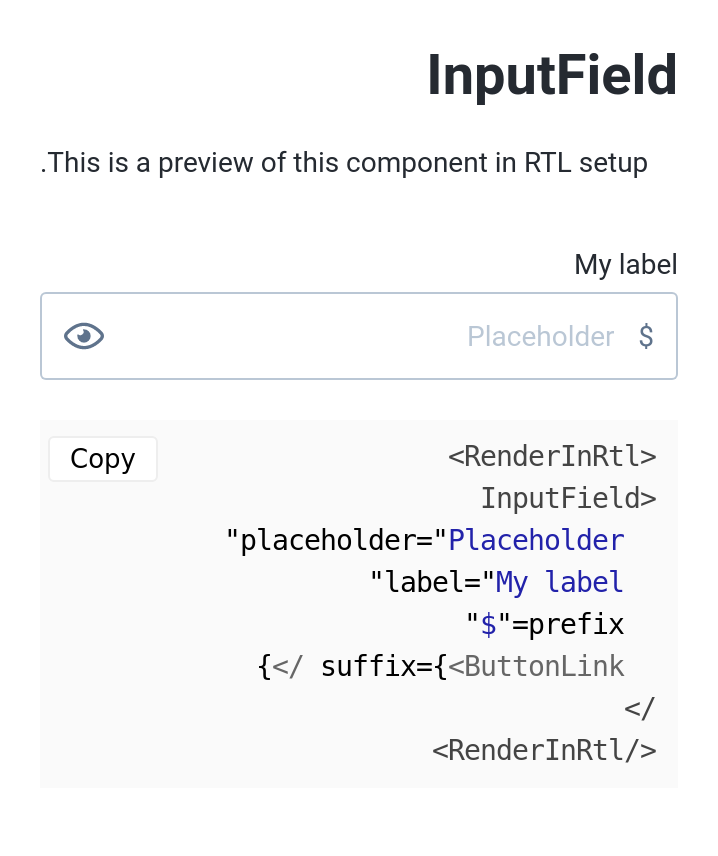 InputField
.This is a preview of this component in RTL setup
My label
Placeholder $
Copy
<RenderInRtl>
InputField>
"placeholder="Placeholder
"label="My label
"$"=prefix
{</ suffix={<ButtonLink
</
<RenderInRtl/>